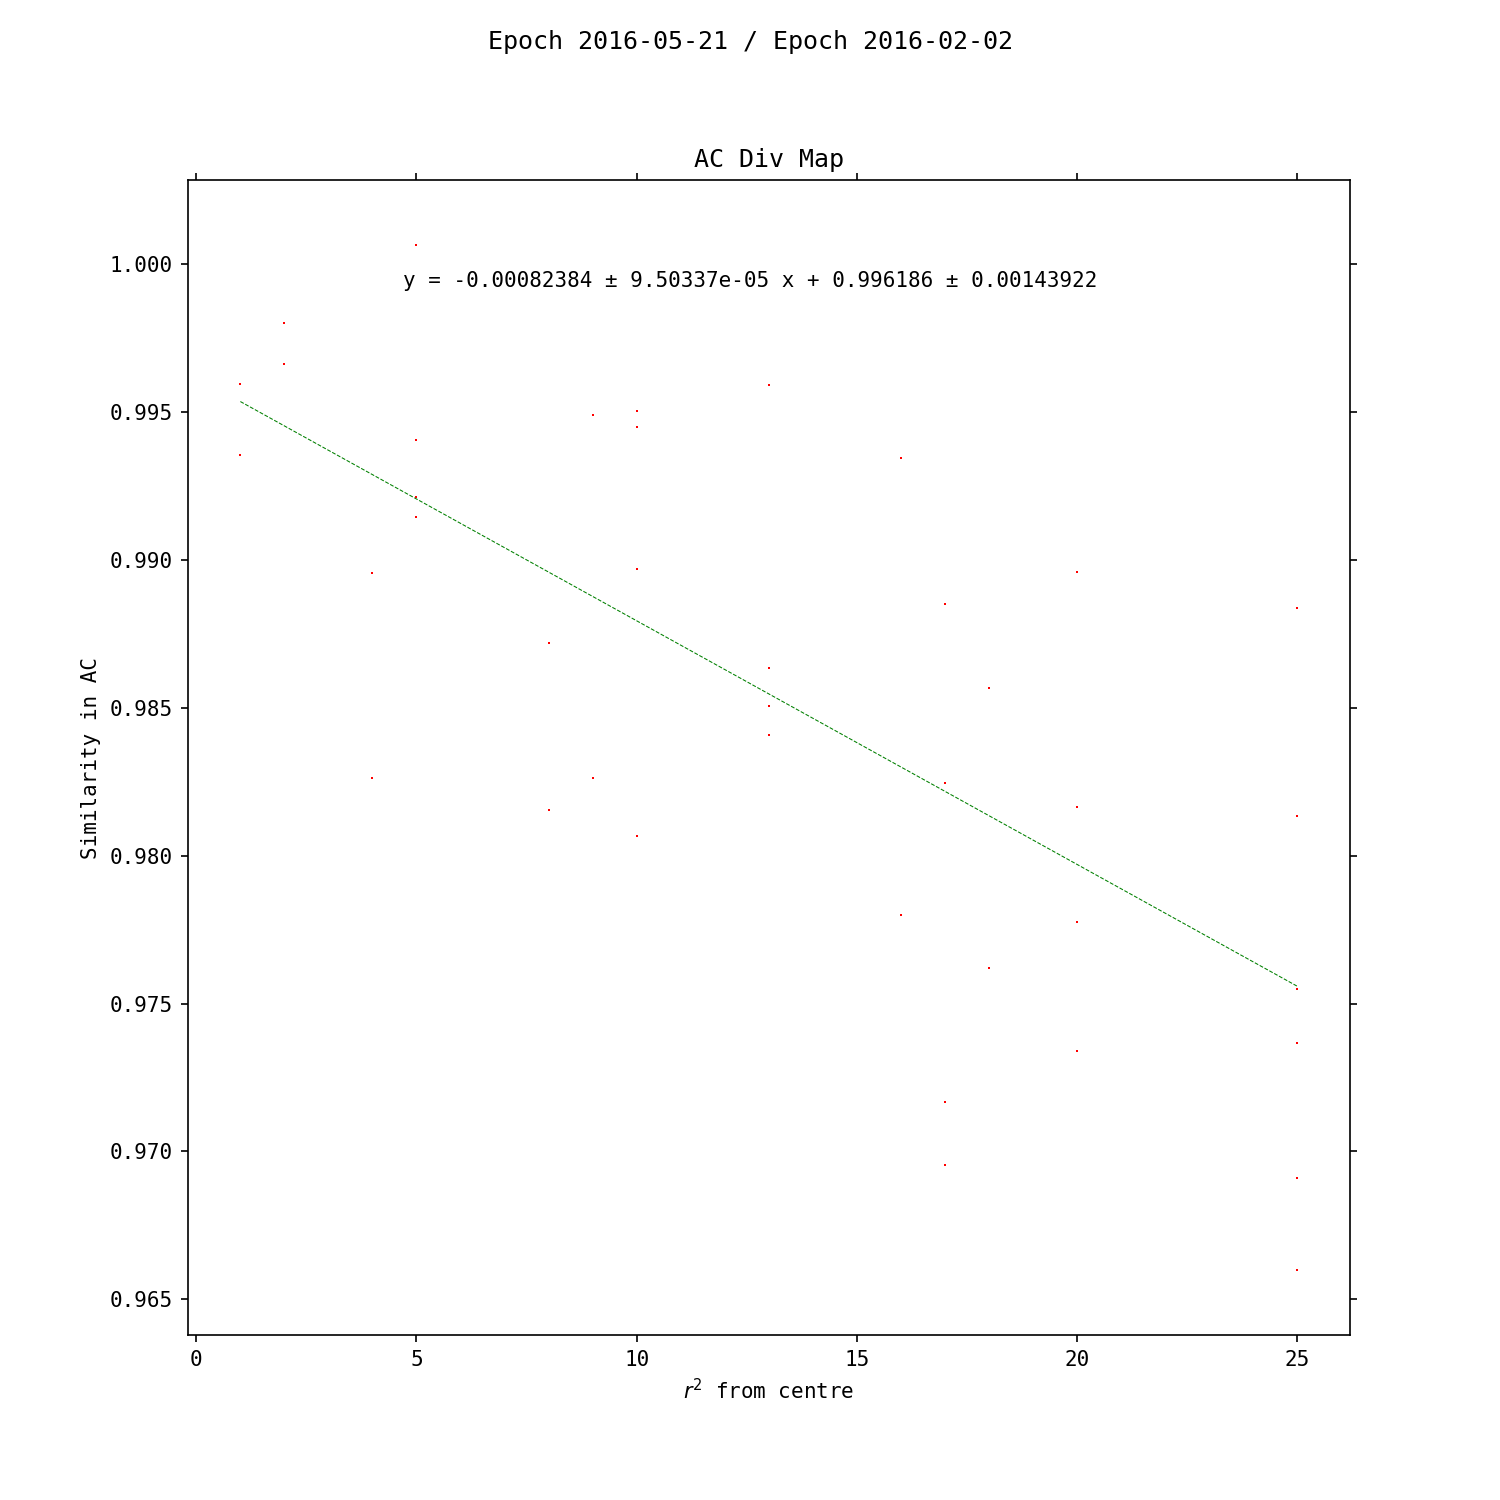 Epoch 2016-05-21 / Epoch 2016-02-02
AC Div Map
y = -0.00082384 ± 9.50337e-05 x + 0.996186 ± 0.00143922
Similarity in AC
1.000
0.995
0.990
0.985
0.980
0.975
0.970
0.965
0 5 10 15 20 25
r² from centre